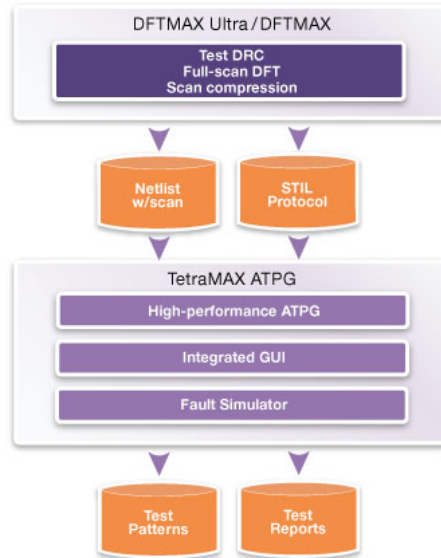 DFTMAX Ultra/DFTMAX
Test DRC
Full-scan DFT
Scan compression
Netlist
w/scan
STIL
Protocol
TetraMAX ATPG
High-performance ATPG
Integrated GUI
Fault Simulator
Test
Patterns
Test
Reports